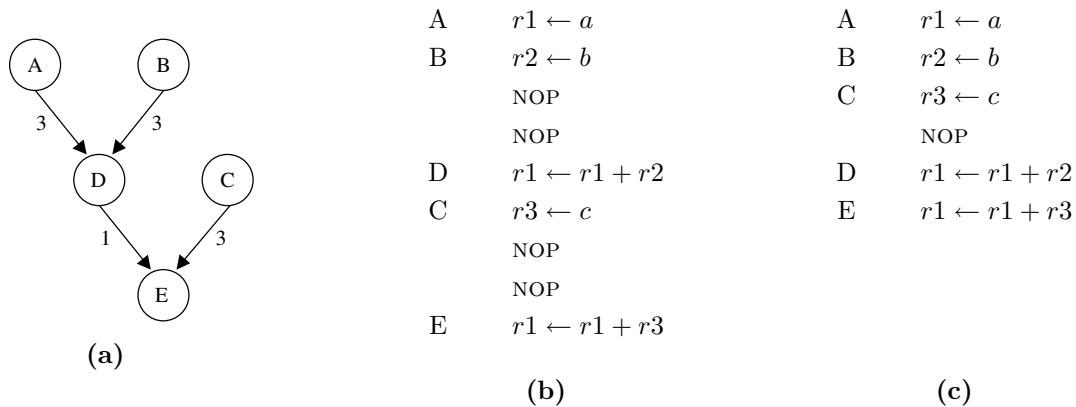 A B
3 3
D C
1 3
E
(a)
A r1 ← a
B r2 ← b
NOP
NOP
D r1 ← r1 + r2
C r3 ← c
NOP
NOP
E r1 ← r1 + r3
(b)
A r1 ← a
B r2 ← b
C r3 ← c
NOP
D r1 ← r1 + r2
E r1 ← r1 + r3
(c)